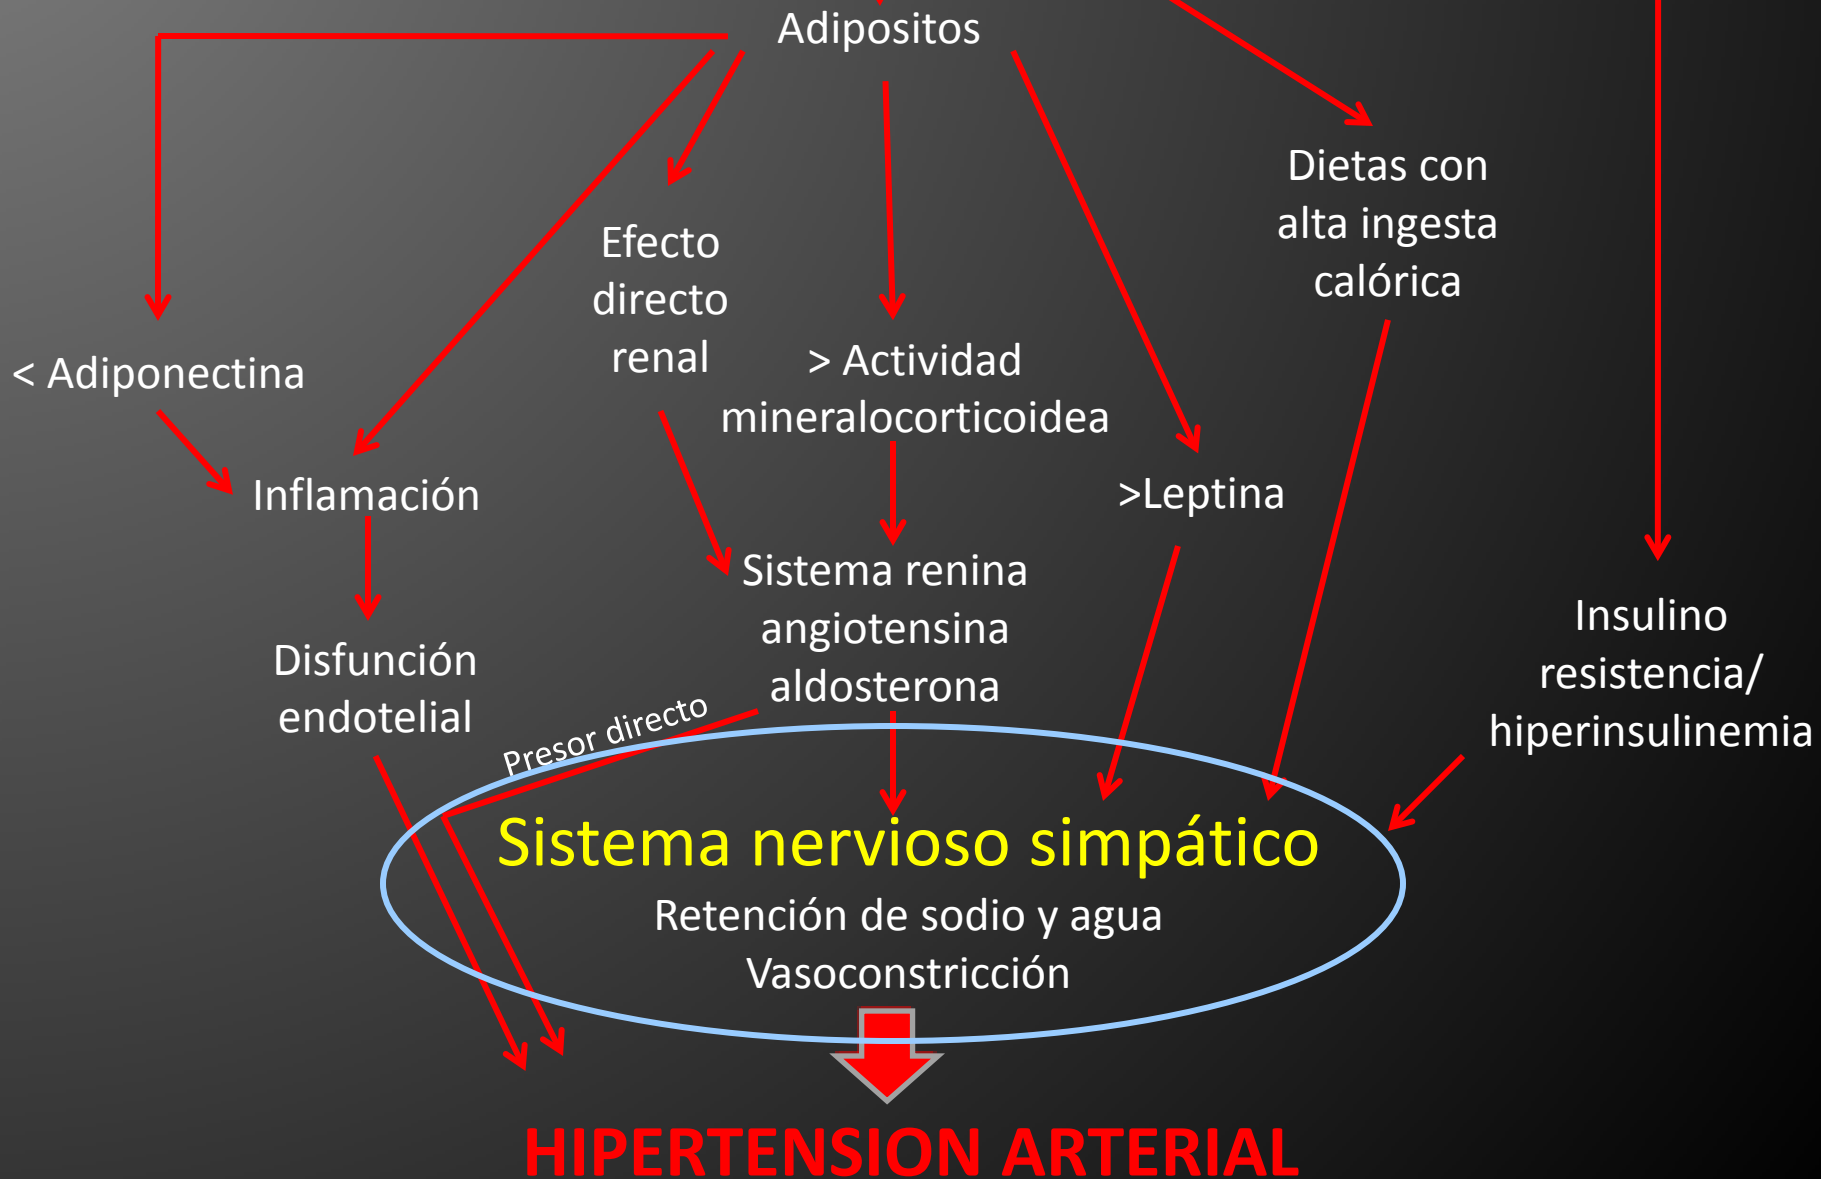 Adipositos
Dietas con
alta ingesta
calórica
Efecto
directo
renal
< Adiponectina
> Actividad
mineralocorticoidea
Inflamación
>Leptina
Sistema renina
angiotensina
aldosterona
Insulino
resistencia/
hiperinsulinemia
Disfunción
endotelial
Presor directo
Sistema nervioso simpático
Retención de sodio y agua
Vasoconstricción
HIPERTENSION ARTERIAL